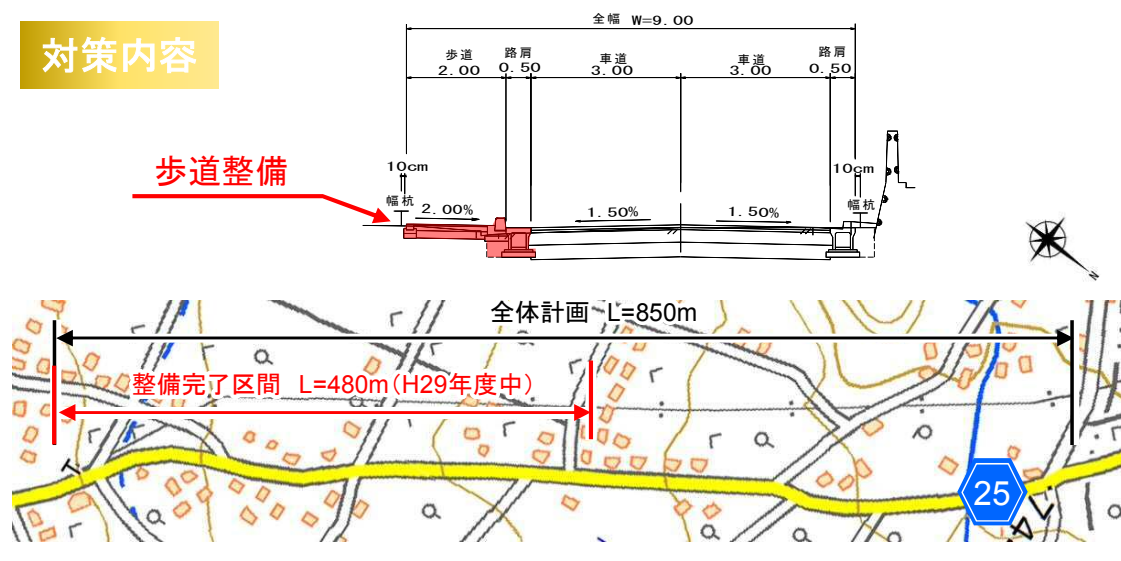 対策内容
全幅 W=9.00
歩道 路肩 車道 車道 路肩
2.00 0.50 3.00 3.00 0.50
歩道整備
10cm 10cm
幅杭 幅杭
2.00% 1.50% 1.50%
N
全体計画 L=850m
整備完了区間 L=480m(H29年度中)
25